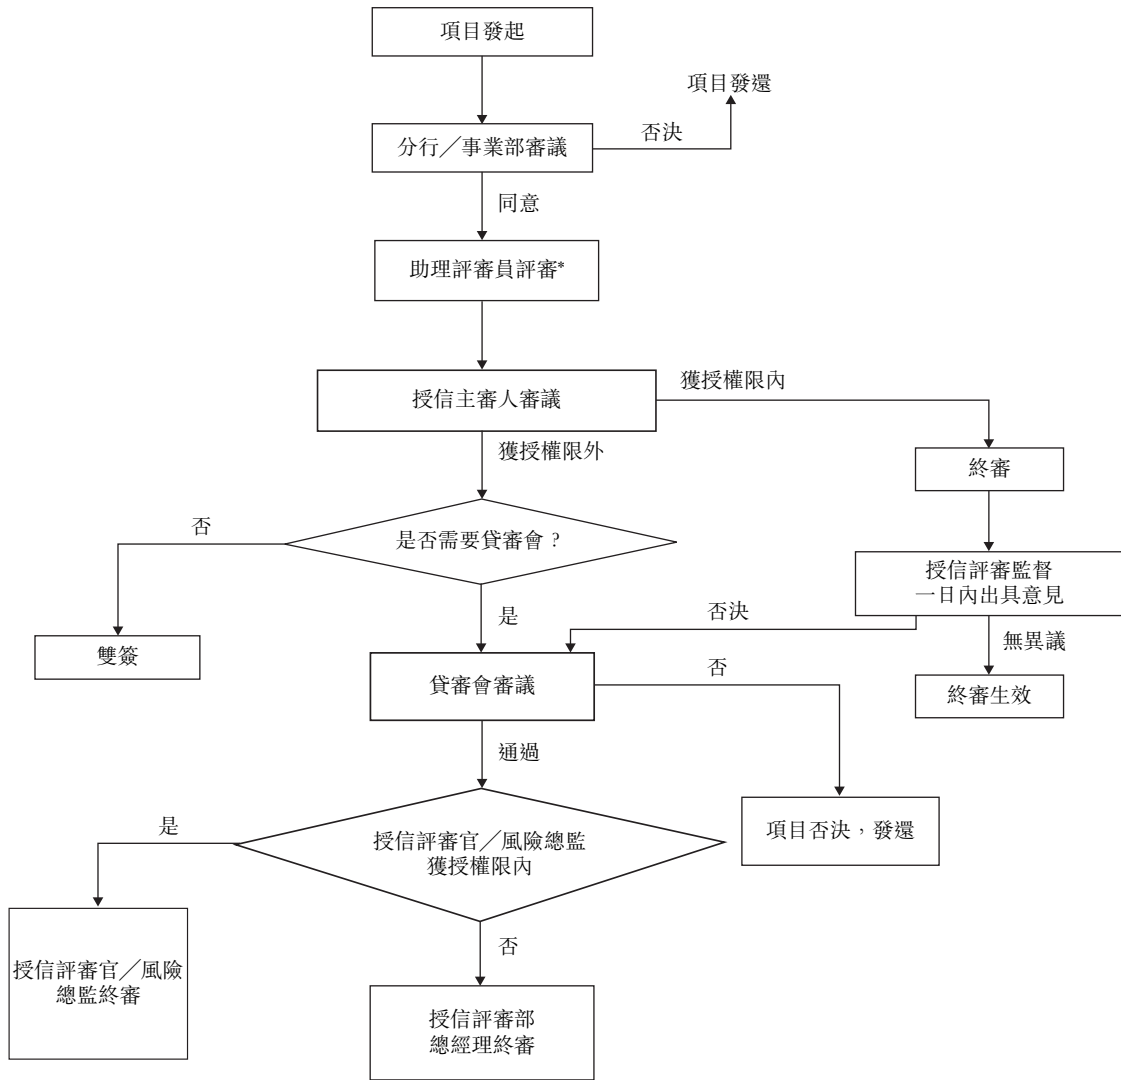 項目發起
項目發還
分行／事業部審議
否決
同意
助理評審員評審*
授信主審人審議
獲授權限內
獲授權限外
終審
否
是否需要貸審會？
授信評審監督
一日內出具意見
否決
是
無異議
雙簽
貸審會審議
否
終審生效
通過
項目否決，發還
是
授信評審官／風險總監
獲授權限內
否
授信評審官／風險
總監終審
授信評審部
總經理終審